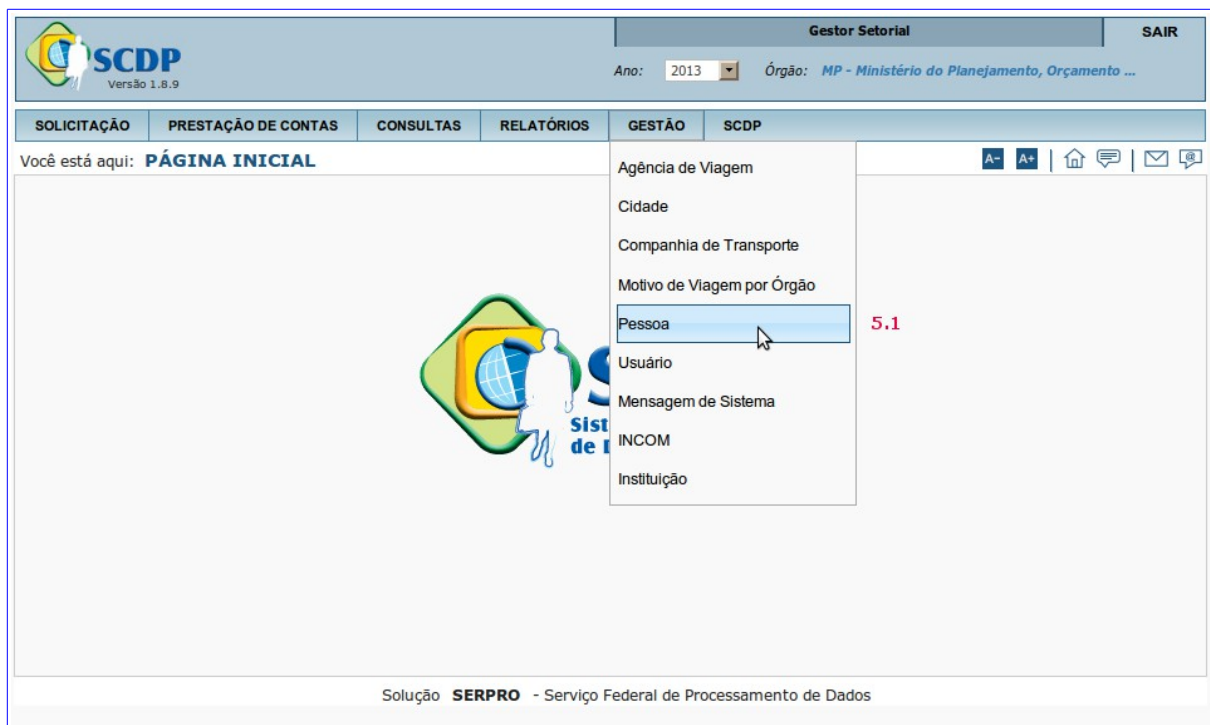 Gestor Setorial SAIR
SCDP
Versão 1.8.9
Ano: 2013 Órgão: MP - Ministério do Planejamento, Orçamento ...
SOLICITAÇÃO PRESTAÇÃO DE CONTAS CONSULTAS RELATÓRIOS GESTÃO SCDP
Você está aqui: PÁGINA INICIAL
A- A+
Agência de Viagem
Cidade
Companhia de Transporte
Motivo de Viagem por Órgão
Pessoa 5.1
Usuário
Mensagem de Sistema
INCOM
Instituição
Sist
de
Solução SERPRO - Serviço Federal de Processamento de Dados